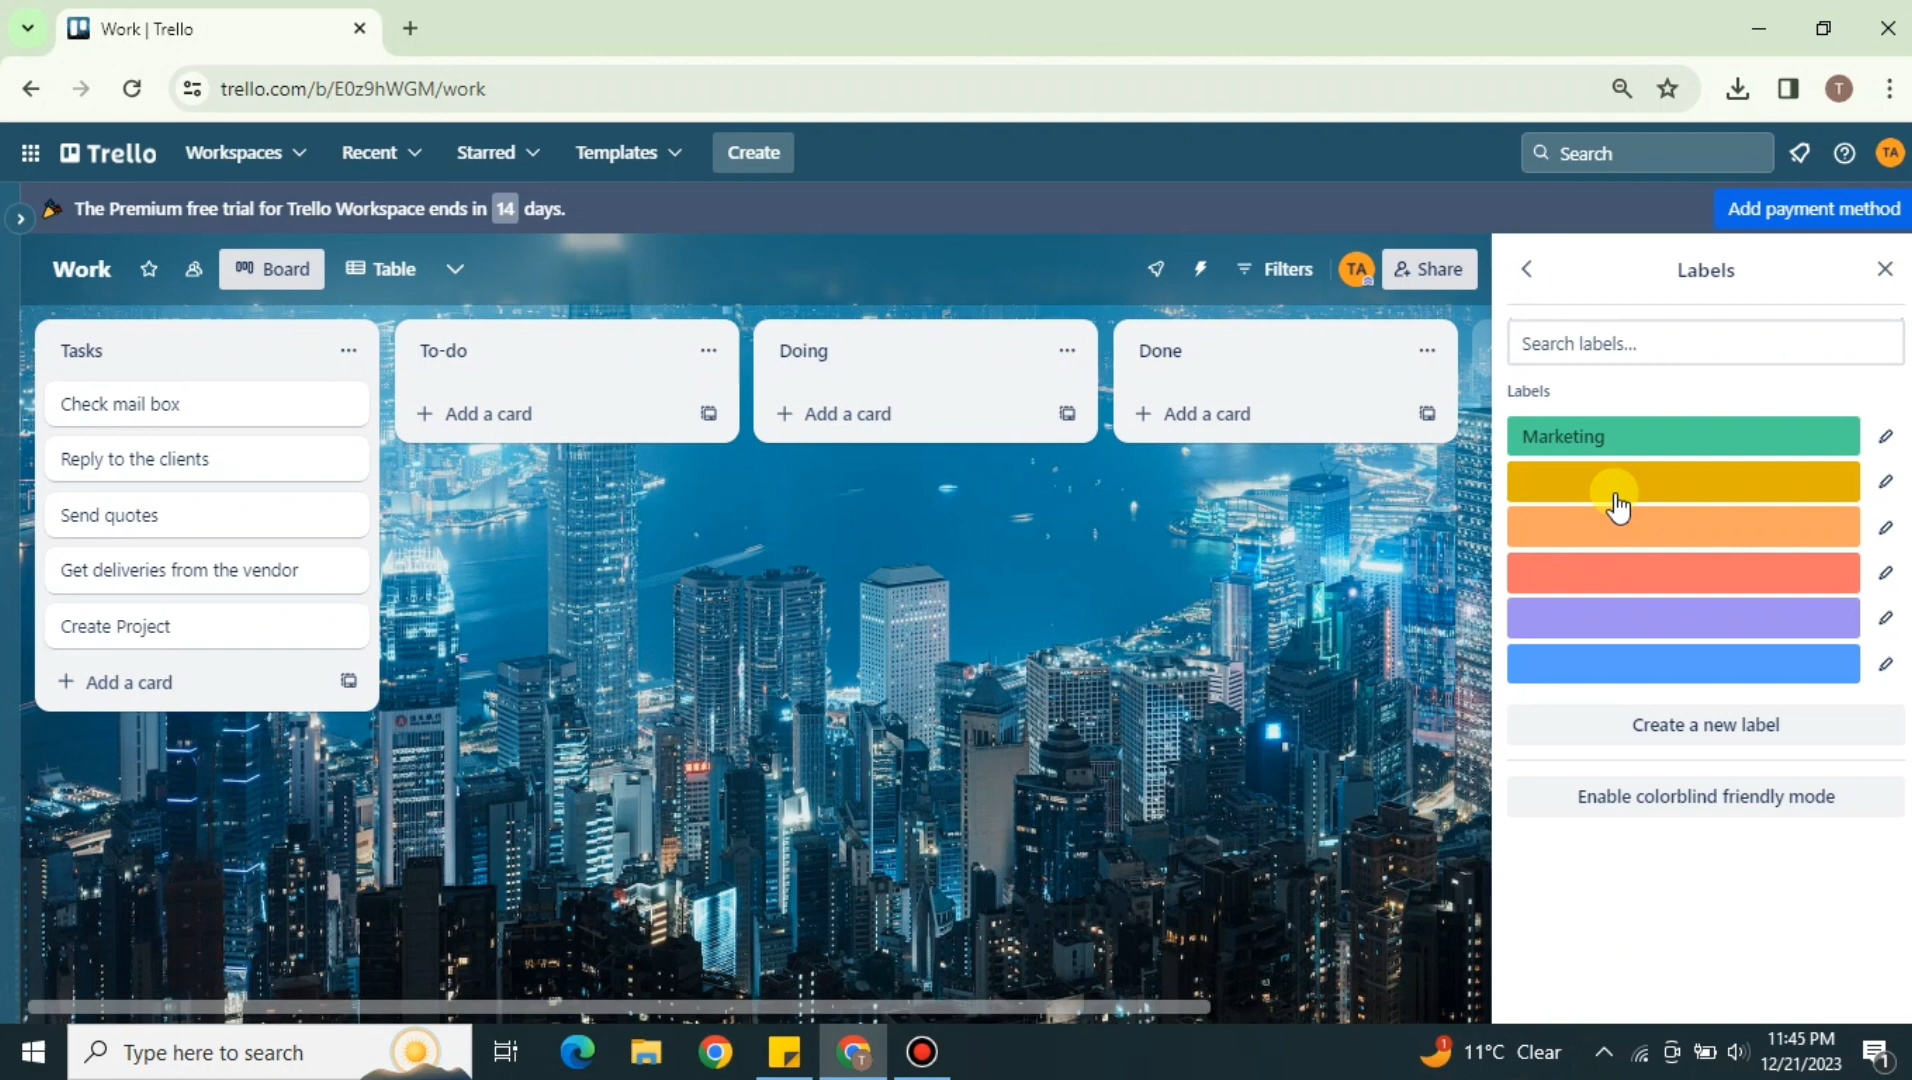 Work | Trello
trello.com/b/E0z9hWGM/work
T
Trello
Workspaces
Recent
Starred
Templates
Create
Search
TA
The Premium free trial for Trello Workspace ends in 14 days.
Add payment method
Work
Board
Table
Filters
TA
Share
Labels
Tasks
Check mail box
Reply to the clients
Send quotes
Get deliveries from the vendor
Create Project
+ Add a card
To-do
+ Add a card
Doing
+ Add a card
Done
+ Add a card
Search labels...
Labels
Marketing
Create a new label
Enable colorblind friendly mode
Type here to search
T
1
11°C Clear
11:45 PM
12/21/2023
1